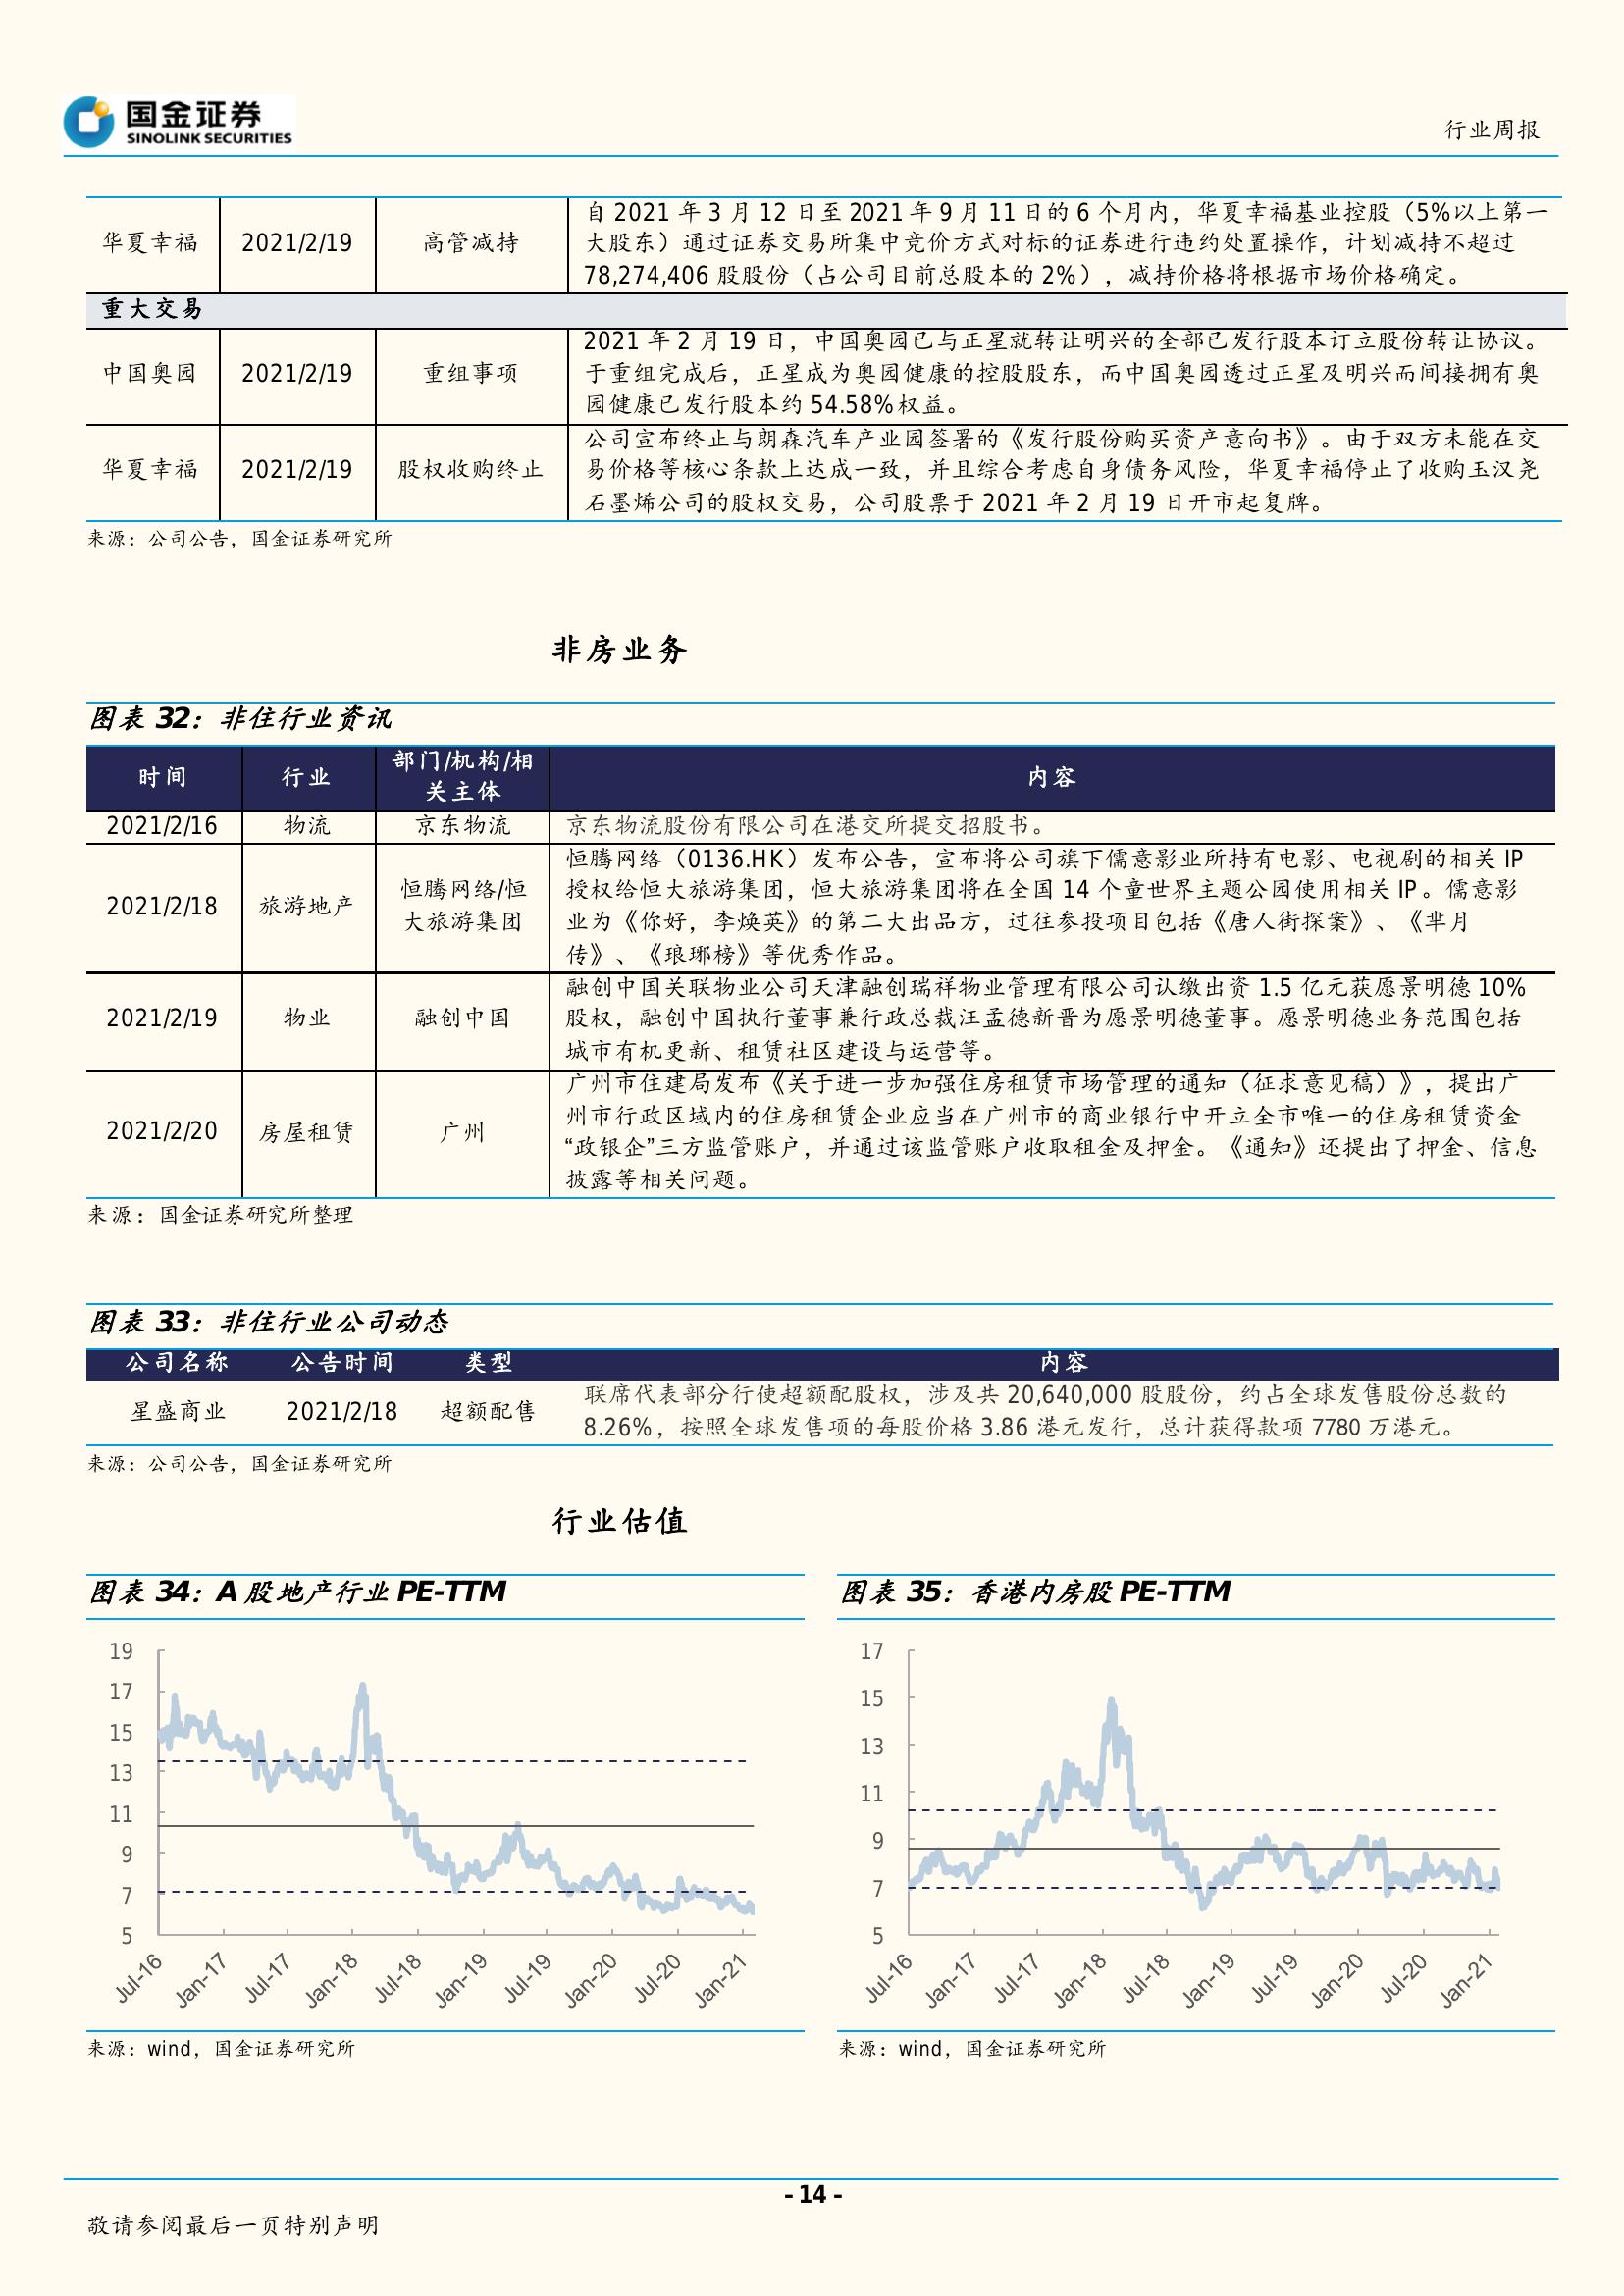 国金证券
SINOLINK SECURITIES
行业周报
华夏幸福
2021/2/19
高管减持
自 2021 年 3 月 12 日至 2021 年 9 月 11 日的 6 个月内，华夏幸福基业控股（5%以上第一
大股东）通过证券交易所集中竞价方式对标的证券进行违约处置操作，计划减持不超过
78,274,406 股股份（占公司目前总股本的 2%），减持价格将根据市场价格确定。
重大交易
中国奥园
2021/2/19
重组事项
2021 年 2 月 19 日，中国奥园已与正星就转让明兴的全部已发行股本订立股份转让协议。
于重组完成后，正星成为奥园健康的控股股东，而中国奥园透过正星及明兴而间接拥有奥
园健康已发行股本约 54.58%权益。
华夏幸福
2021/2/19
股权收购终止
公司宣布终止与朗森汽车产业园签署的《发行股份购买资产意向书》。由于双方未能在交
易价格等核心条款上达成一致，并且综合考虑自身债务风险，华夏幸福停止了收购玉汉尧
石墨烯公司的股权交易，公司股票于 2021 年 2 月 19 日开市起复牌。
来源：公司公告，国金证券研究所
非房业务
图表 32：非住行业资讯
时间
行业
部门/机构/相
关主体
内容
2021/2/16
物流
京东物流
京东物流股份有限公司在港交所提交招股书。
2021/2/18
旅游地产
恒腾网络/恒
大旅游集团
恒腾网络（0136.HK）发布公告，宣布将公司旗下儒意影业所持有电影、电视剧的相关 IP
授权给恒大旅游集团，恒大旅游集团将在全国 14 个童世界主题公园使用相关 IP。儒意影
业为《你好，李焕英》的第二大出品方，过往参投项目包括《唐人街探案》、《芈月
传》、《琅琊榜》等优秀作品。
2021/2/19
物业
融创中国
融创中国关联物业公司天津融创瑞祥物业管理有限公司认缴出资 1.5 亿元获愿景明德 10%
股权，融创中国执行董事兼行政总裁汪孟德新晋为愿景明德董事。愿景明德业务范围包括
城市有机更新、租赁社区建设与运营等。
2021/2/20
房屋租赁
广州
广州市住建局发布《关于进一步加强住房租赁市场管理的通知（征求意见稿）》，提出广
州市行政区域内的住房租赁企业应当在广州市的商业银行中开立全市唯一的住房租赁资金
“政银企”三方监管账户，并通过该监管账户收取租金及押金。《通知》还提出了押金、信息
披露等相关问题。
来源：国金证券研究所整理
图表 33：非住行业公司动态
公司名称
公告时间
类型
内容
星盛商业
2021/2/18
超额配售
联席代表部分行使超额配股权，涉及共 20,640,000 股股份，约占全球发售股份总数的
8.26%，按照全球发售项的每股价格 3.86 港元发行，总计获得款项 7780 万港元。
来源：公司公告，国金证券研究所
行业估值
图表 34：A 股地产行业 PE-TTM
19
17
15
13
11
9
7
5
Jul-16
Jan-17
Jul-17
Jan-18
Jul-18
Jan-19
Jul-19
Jan-20
Jul-20
Jan-21
来源：wind，国金证券研究所
图表 35：香港内房股 PE-TTM
17
15
13
11
9
7
5
Jul-16
Jan-17
Jul-17
Jan-18
Jul-18
Jan-19
Jul-19
Jan-20
Jul-20
Jan-21
来源：wind，国金证券研究所
- 14 -
敬请参阅最后一页特别声明